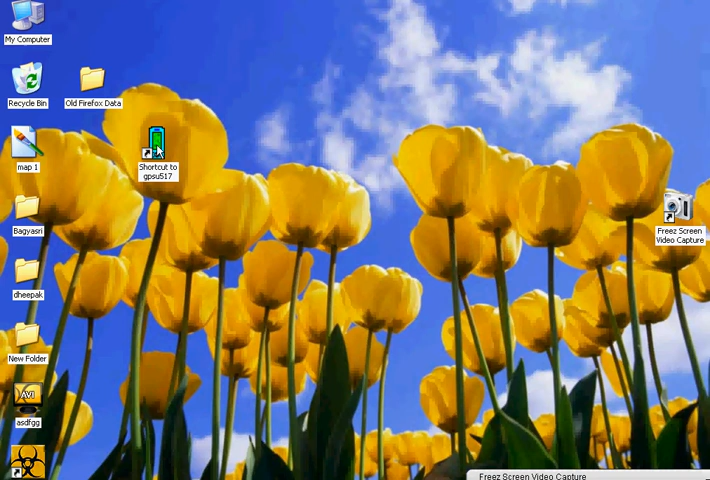 My Computer
Recycle Bin
Old Firefox Data
map 1
Shortcut to
gpsu517
Bagyasri
Freez Screen
Video Capture
dheepak
New Folder
AVI
asdfgg
Freez Screen Video Capture